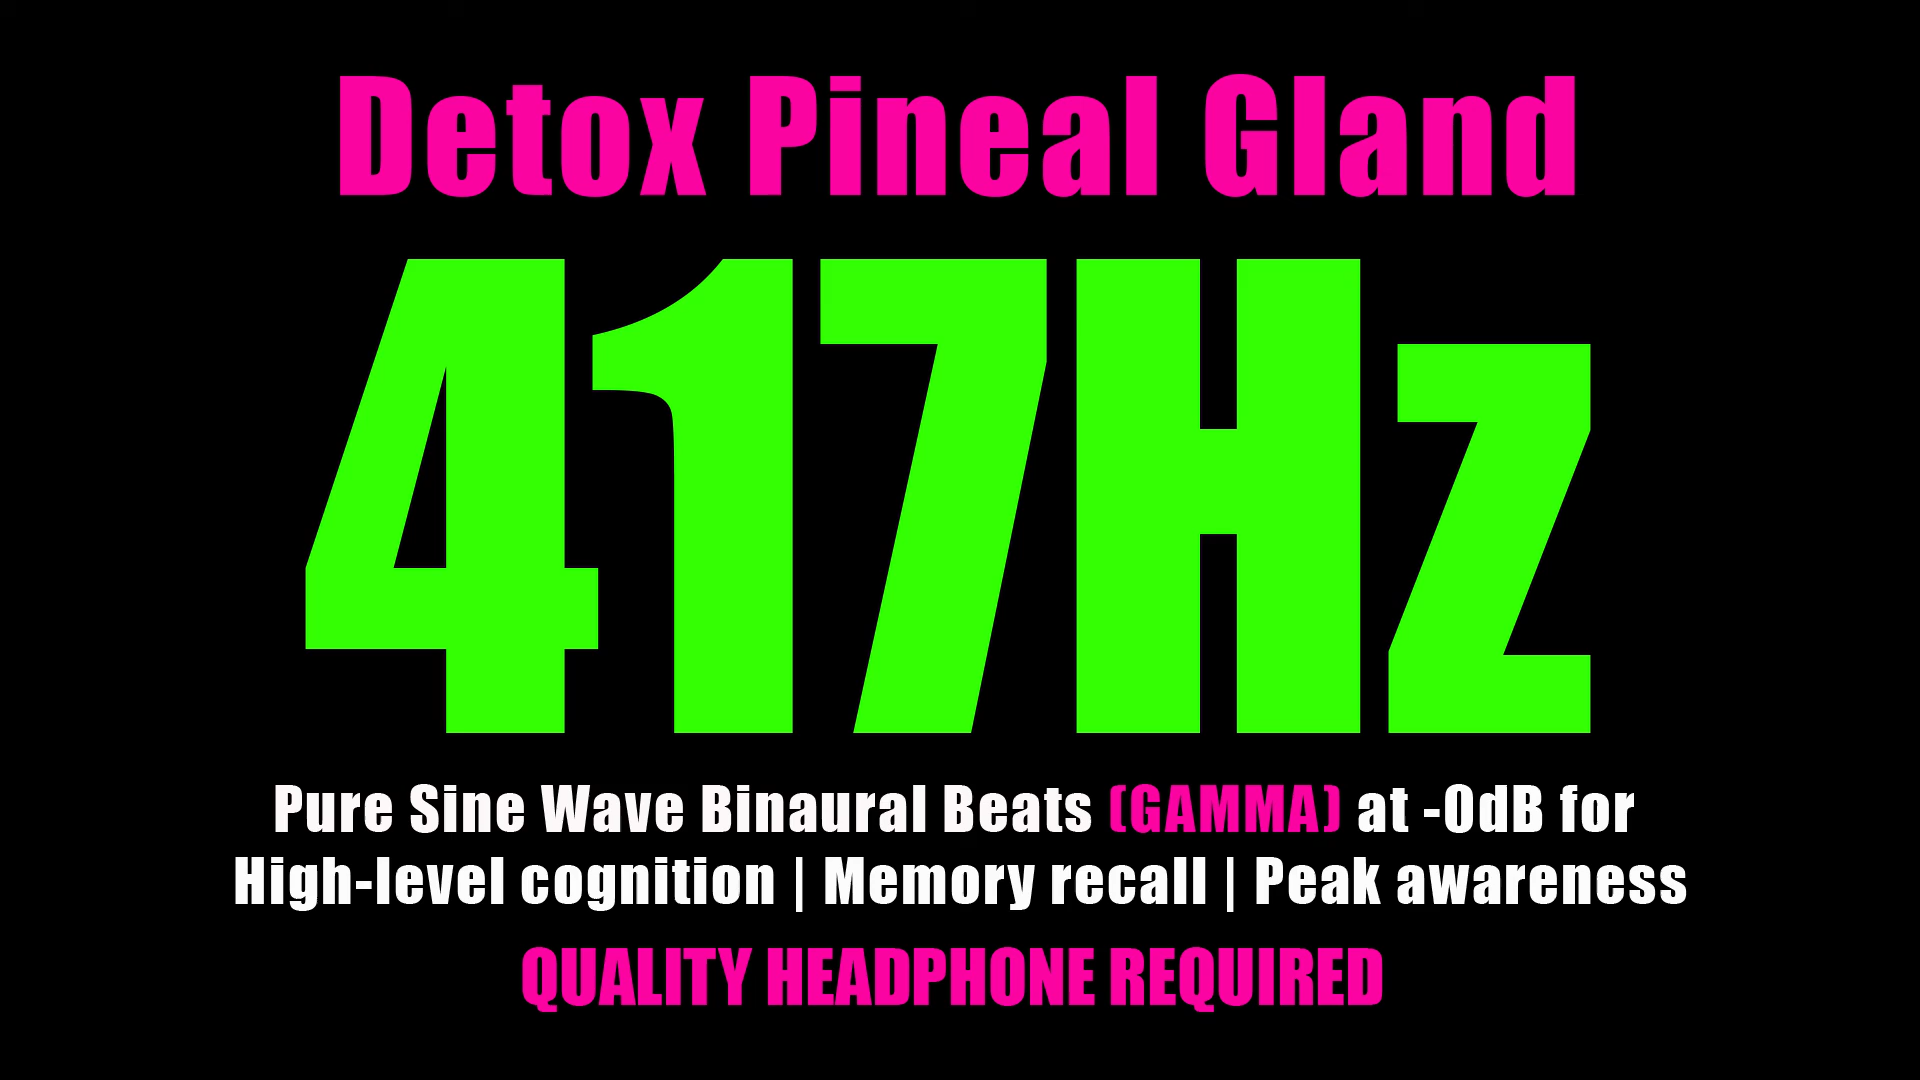 Detox Pineal Gland
417Hz
Pure Sine Wave Binaural Beats (GAMMA) at -0dB for
High-level cognition | Memory recall | Peak awareness
QUALITY HEADPHONE REQUIRED